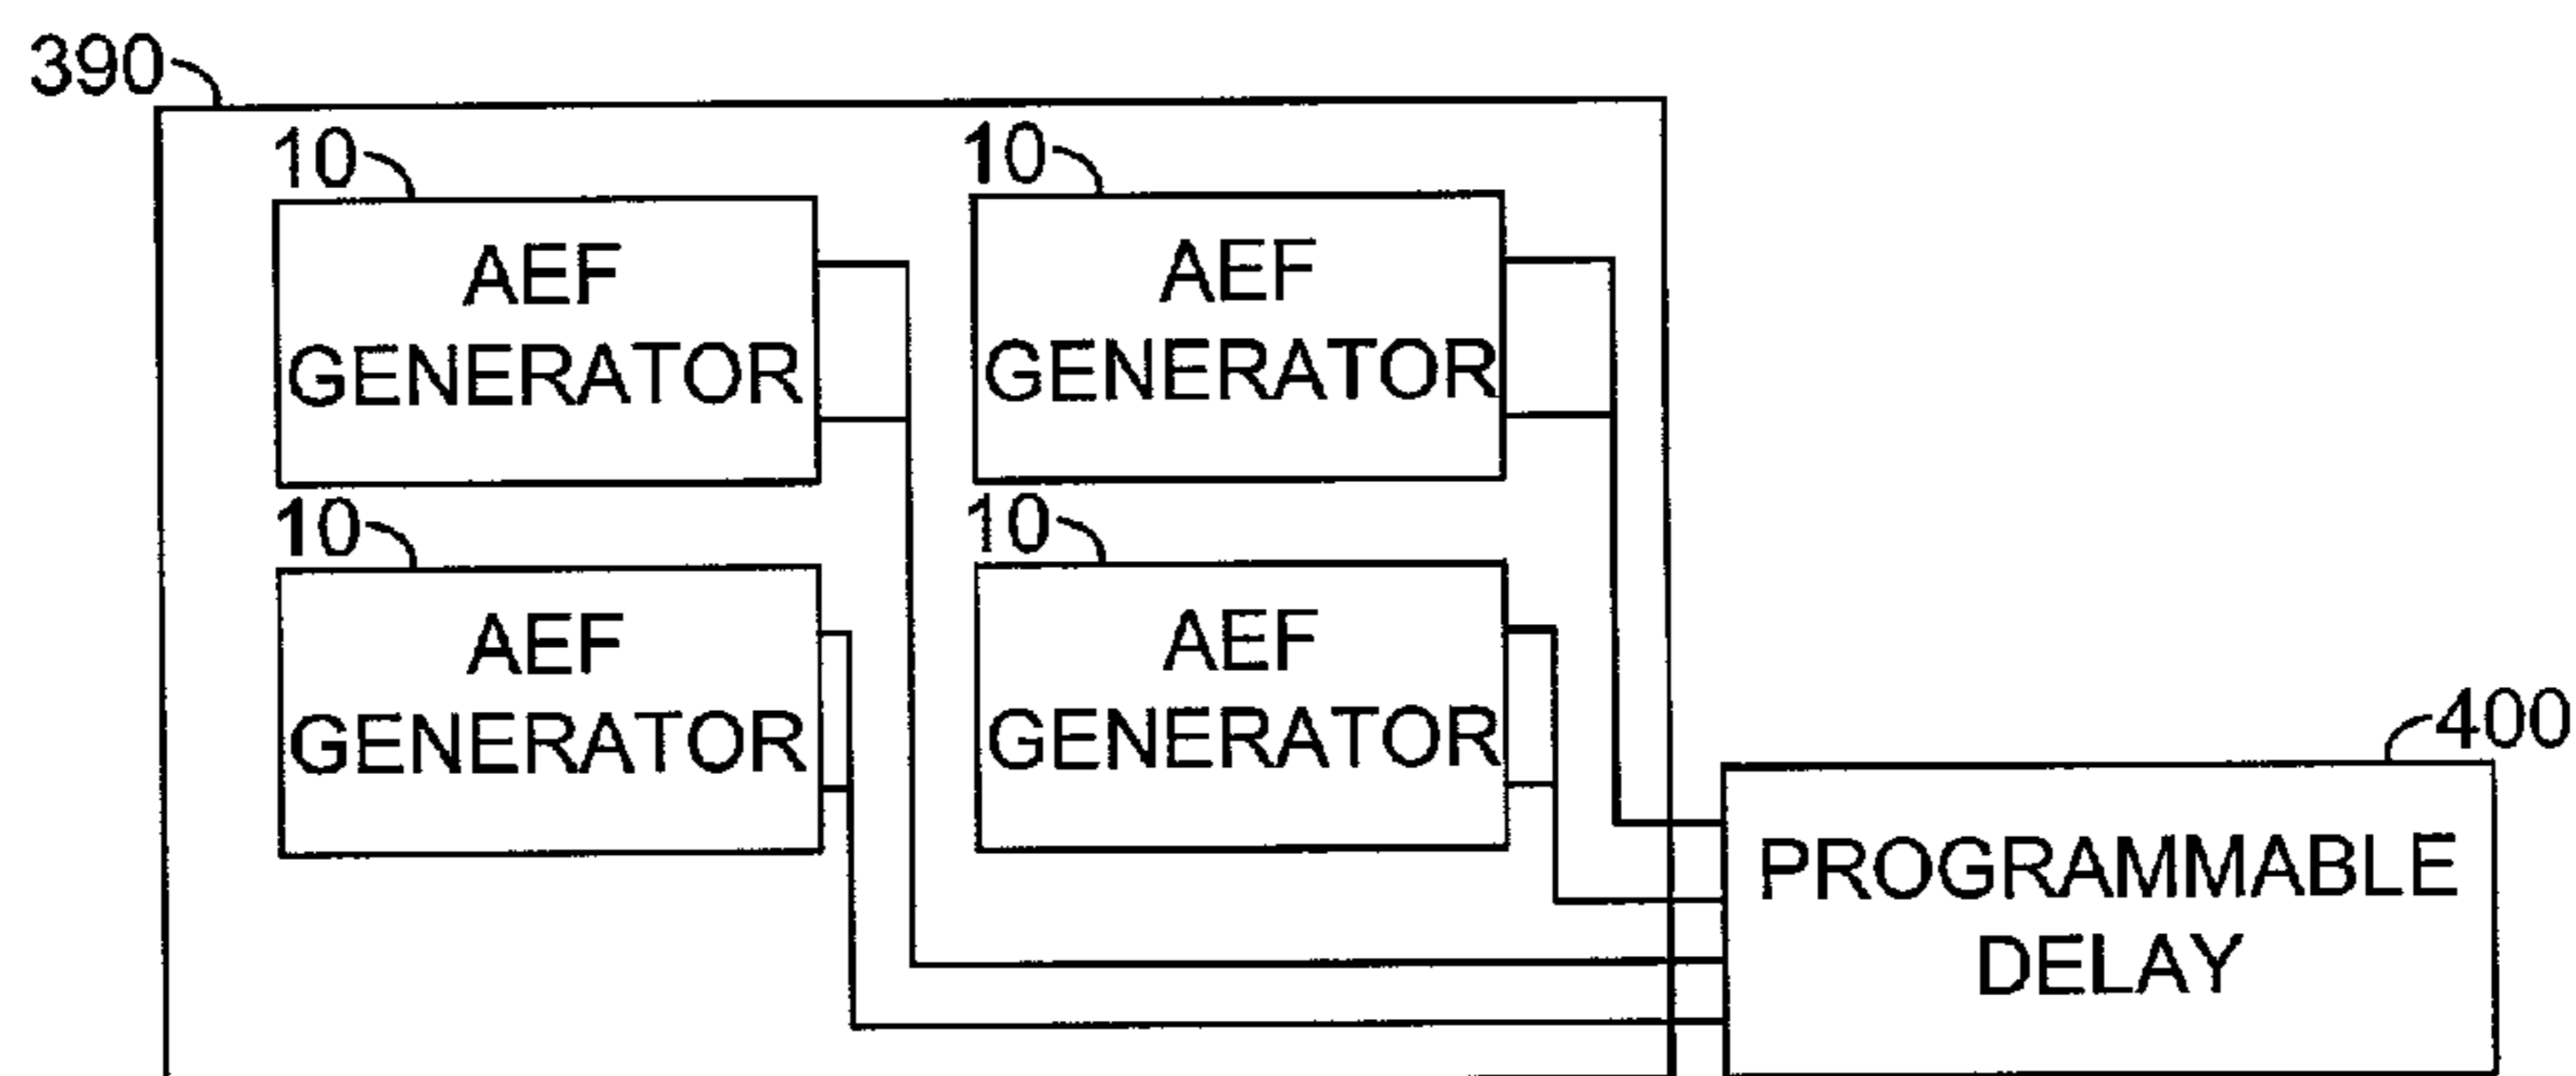 390
10
AEF
GENERATOR
10
AEF
GENERATOR
10
AEF
GENERATOR
10
AEF
GENERATOR
400
PROGRAMMABLE
DELAY